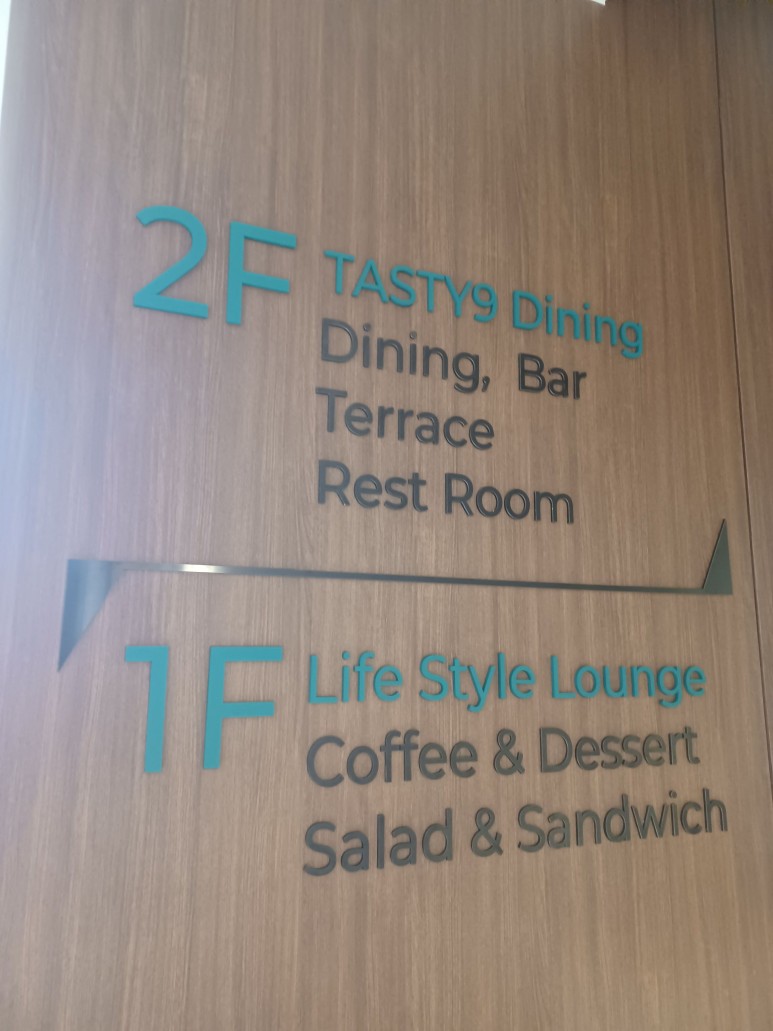 2F TASTY9 Dining
Dining, Bar
Terrace
Rest Room
1F Life Style Lounge
Coffee & Dessert
Salad & Sandwich